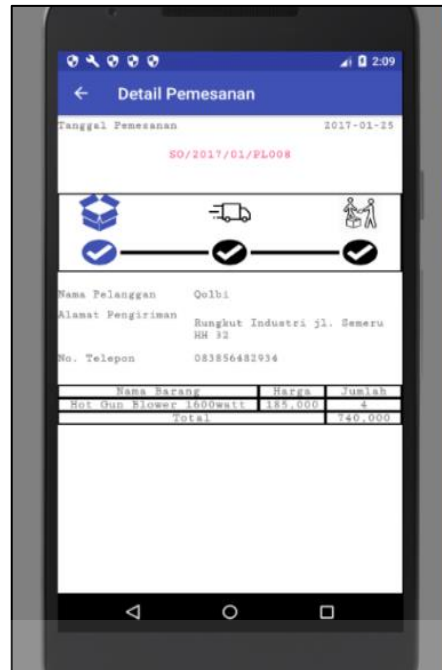 2:09
Detail Pemesanan
Tanggal Pemesanan 2017-01-25
SO/2017/01/PL008
Nama Pelanggan Qolbi
Alamat Pengiriman
Rungkut Industri jl. Semeru
HH 32
No. Telepon 083856482934
Nama Barang Harga Jumlah
Hot Gun Blower 1600watt 185,000 4
Total 740,000